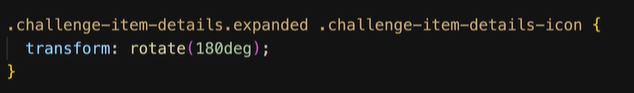 .challenge-item-details.expanded .challenge-item-details-icon {
  transform: rotate(180deg);
}